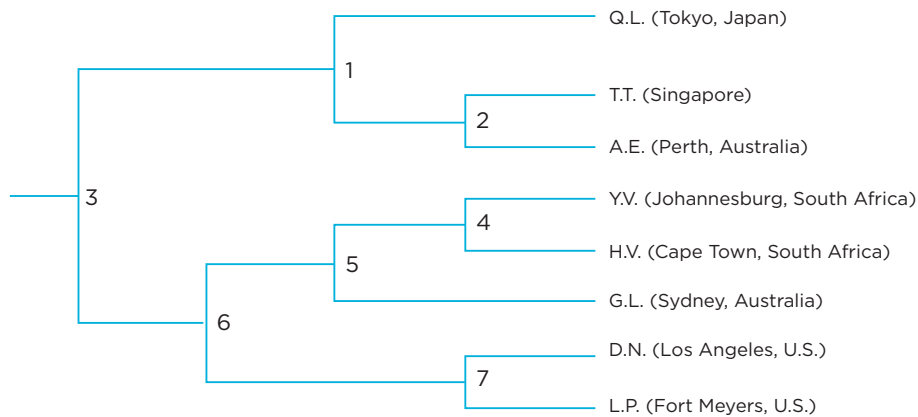 Q.L. (Tokyo, Japan)
1
T.T. (Singapore)
2
A.E. (Perth, Australia)
3
Y.V. (Johannesburg, South Africa)
4
H.V. (Cape Town, South Africa)
5
G.L. (Sydney, Australia)
6
D.N. (Los Angeles, U.S.)
7
L.P. (Fort Meyers, U.S.)